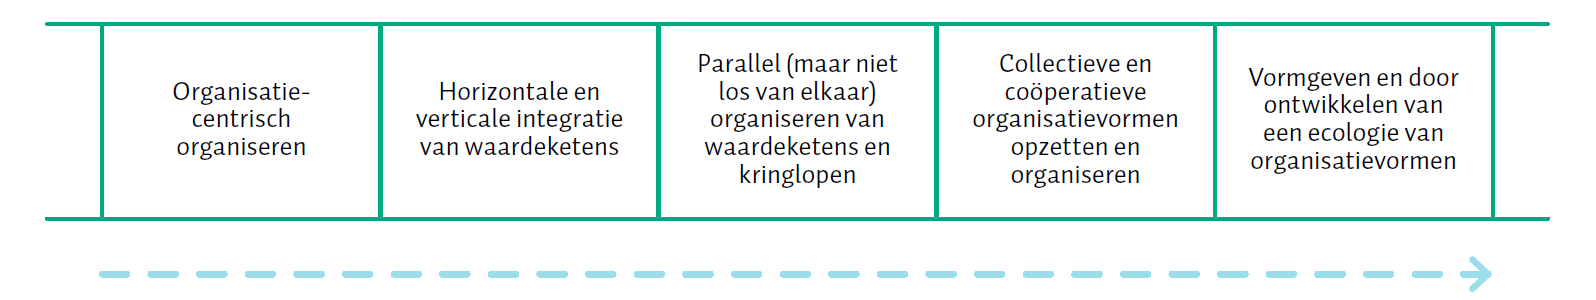 Organisatie-
centrisch
organiseren
Horizontale en
verticale integratie
van waardeketens
Parallel (maar niet
los van elkaar)
organiseren van
waardeketens en
kringlopen
Collectieve en
coöperatieve
organisatievormen
opzetten en
organiseren
Vormgeven en door
ontwikkelen van
een ecologie van
organisatievormen